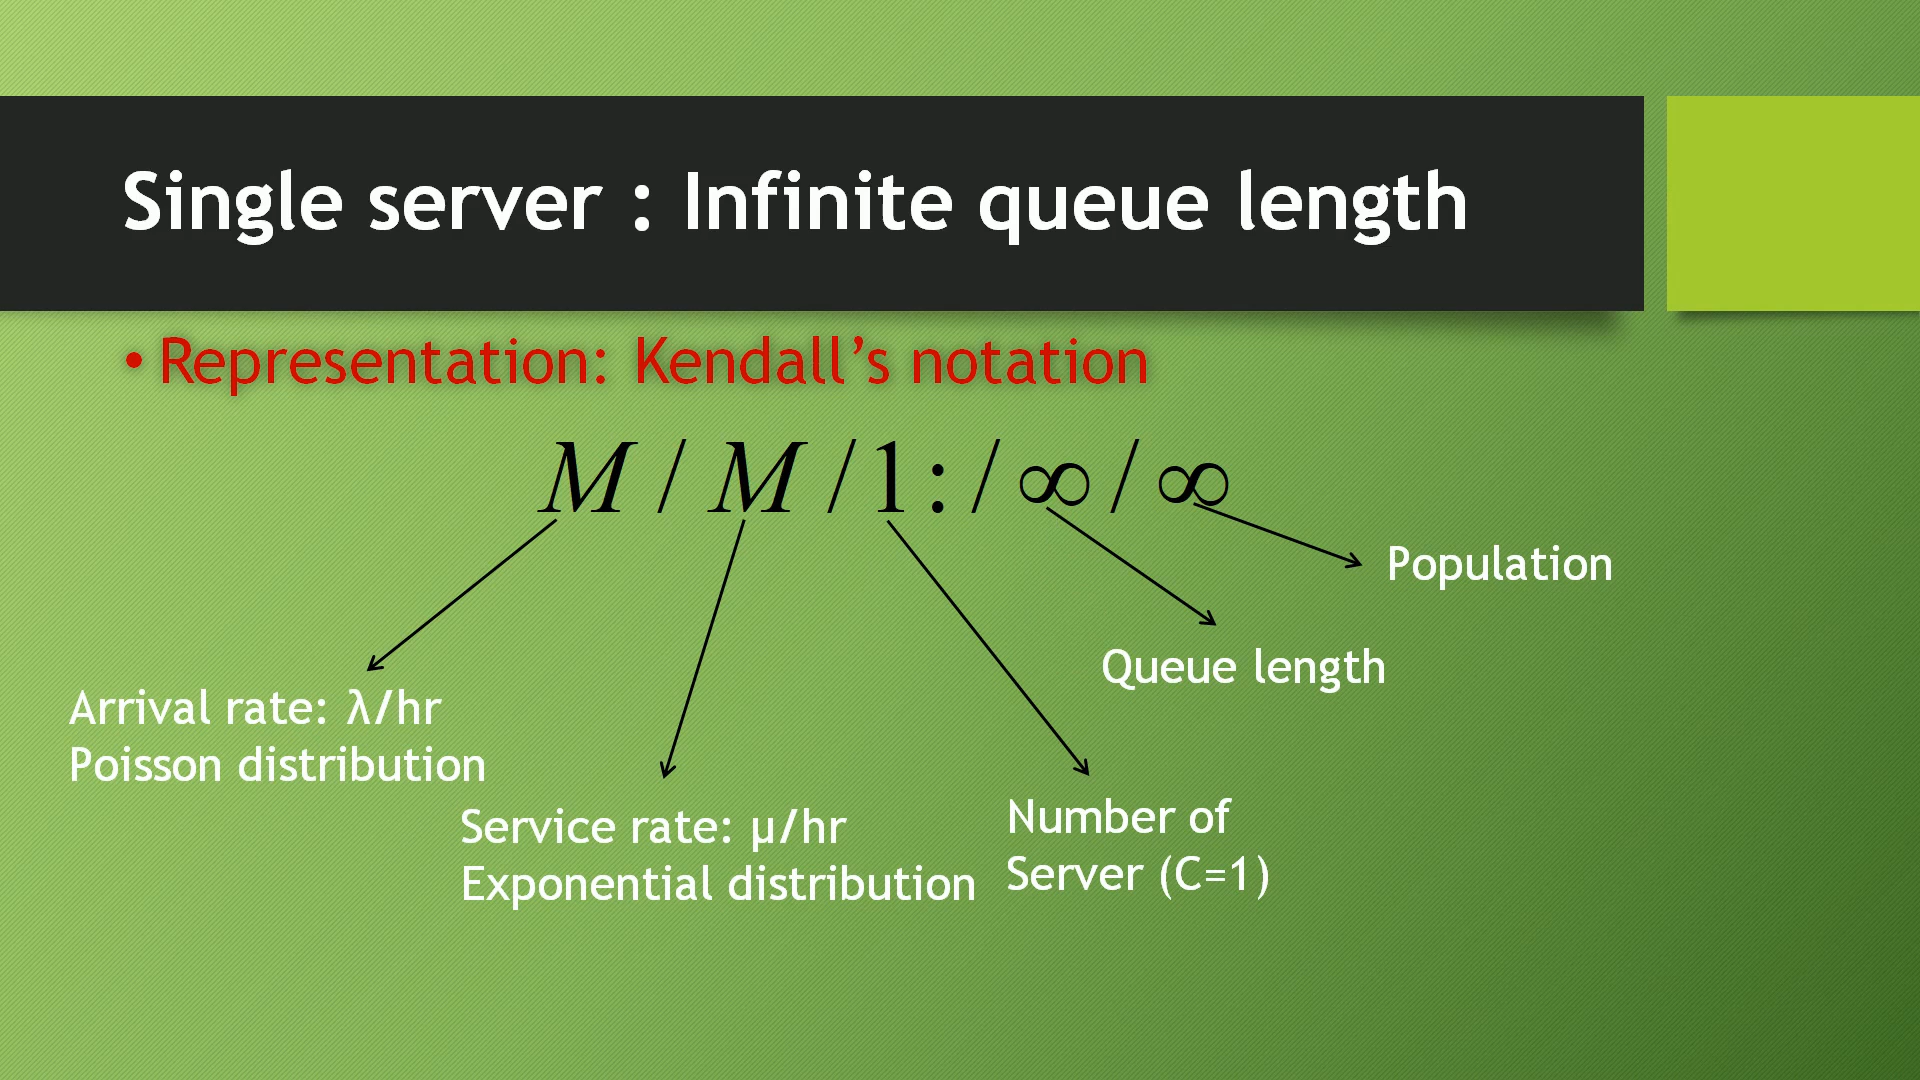 Single server : Infinite queue length
• Representation: Kendall’s notation
M / M / 1 : / ∞ / ∞
Population
Queue length
Arrival rate: λ/hr
Poisson distribution
Service rate: μ/hr
Exponential distribution
Number of
Server (C=1)